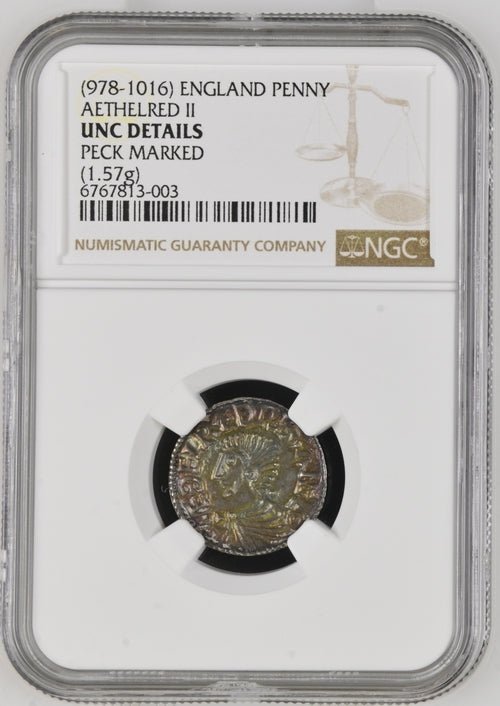 (978-1016) ENGLAND PENNY
AETHELRED II
UNC DETAILS
PECK MARKED
(1.57g)
6767813-003
NUMISMATIC GUARANTY COMPANY
NGC®